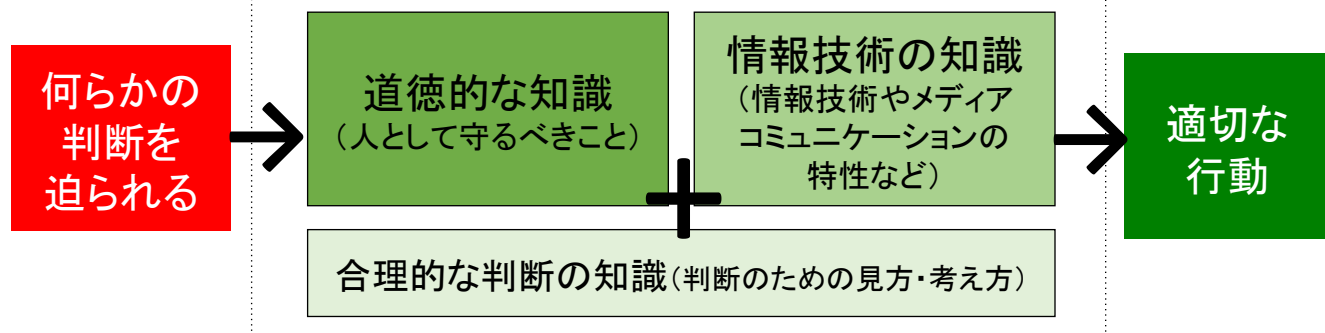 何らかの
判断を
迫られる
道徳的な知識
（人として守るべきこと）
情報技術の知識
（情報技術やメディア
コミュニケーションの
特性など）
合理的な判断の知識（判断のための見方・考え方）
適切な
行動